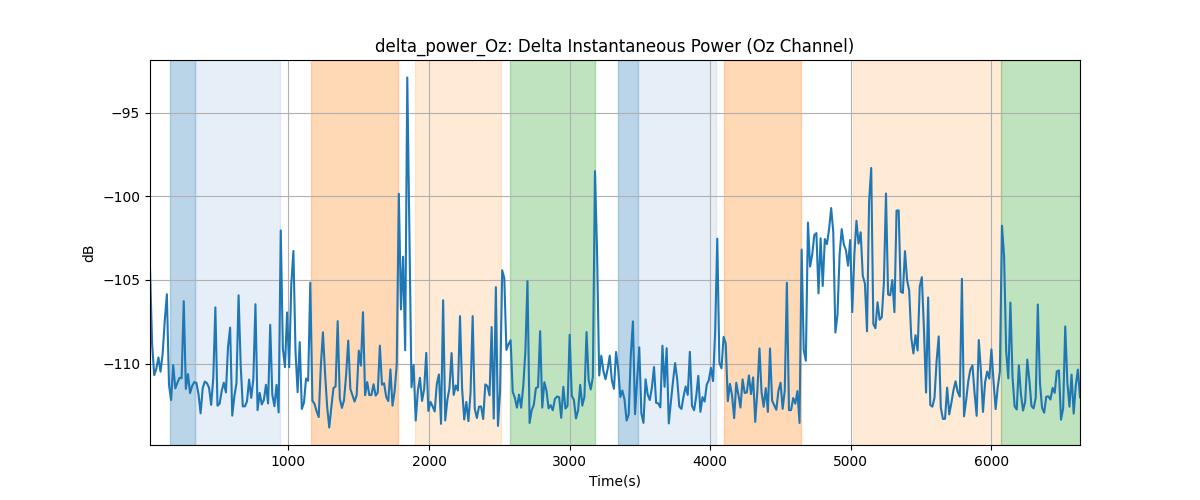 delta_power_Oz: Delta Instantaneous Power (Oz Channel)
dB
−95
−100
−105
−110
1000 2000 3000 4000 5000 6000
Time(s)